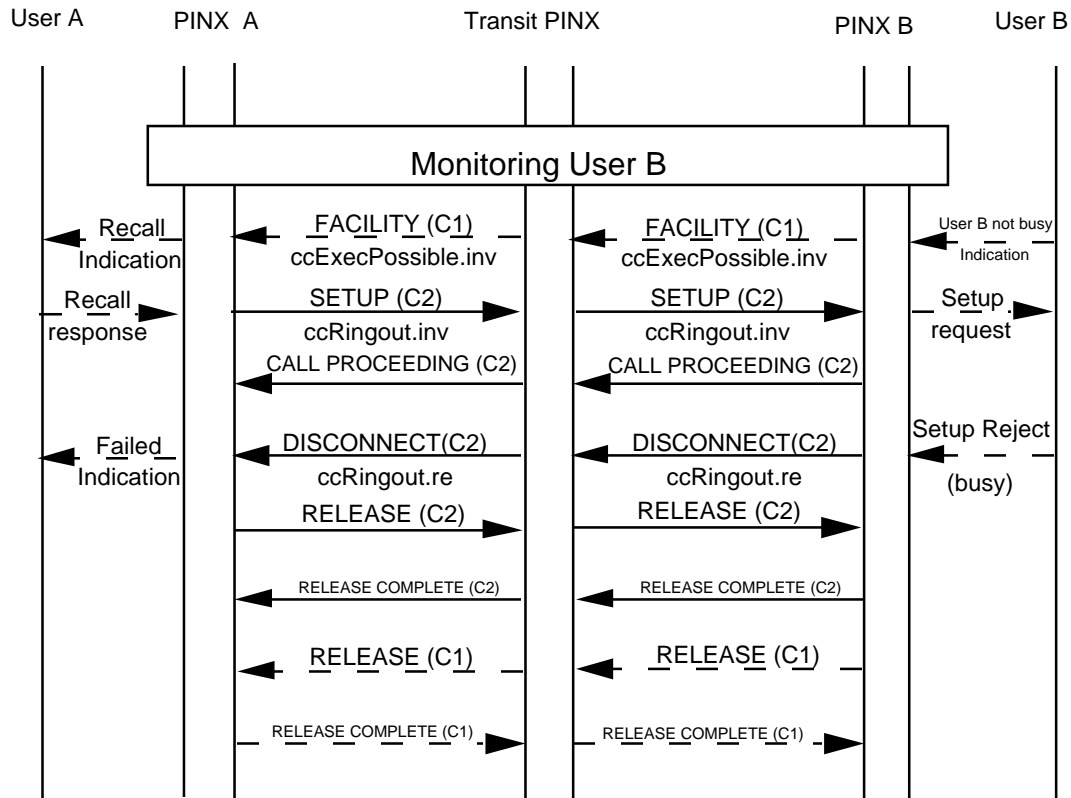 User A PINX A Transit PINX PINX B User B
Monitoring User B
Recall FACILITY (C1) FACILITY (C1) User B not busy
Indication ccExecPossible.inv ccExecPossible.inv Indication
Recall SETUP (C2) SETUP (C2) Setup
response ccRingout.inv ccRingout.inv request
CALL PROCEEDING (C2) CALL PROCEEDING (C2)
Failed DISCONNECT(C2) DISCONNECT(C2) Setup Reject
Indication ccRingout.re ccRingout.re (busy)
RELEASE (C2) RELEASE (C2)
RELEASE COMPLETE (C2) RELEASE COMPLETE (C2)
RELEASE (C1) RELEASE (C1)
RELEASE COMPLETE (C1) RELEASE COMPLETE (C1)